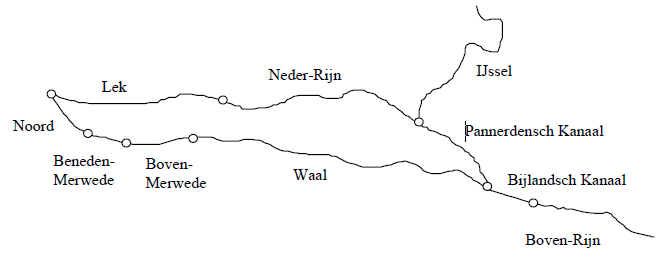 IJssel
Neder-Rijn
Lek
Noord
Pannerdensch Kanaal
Beneden-
Merwede
Boven-
Merwede
Waal
Bijlandsch Kanaal
Boven-Rijn